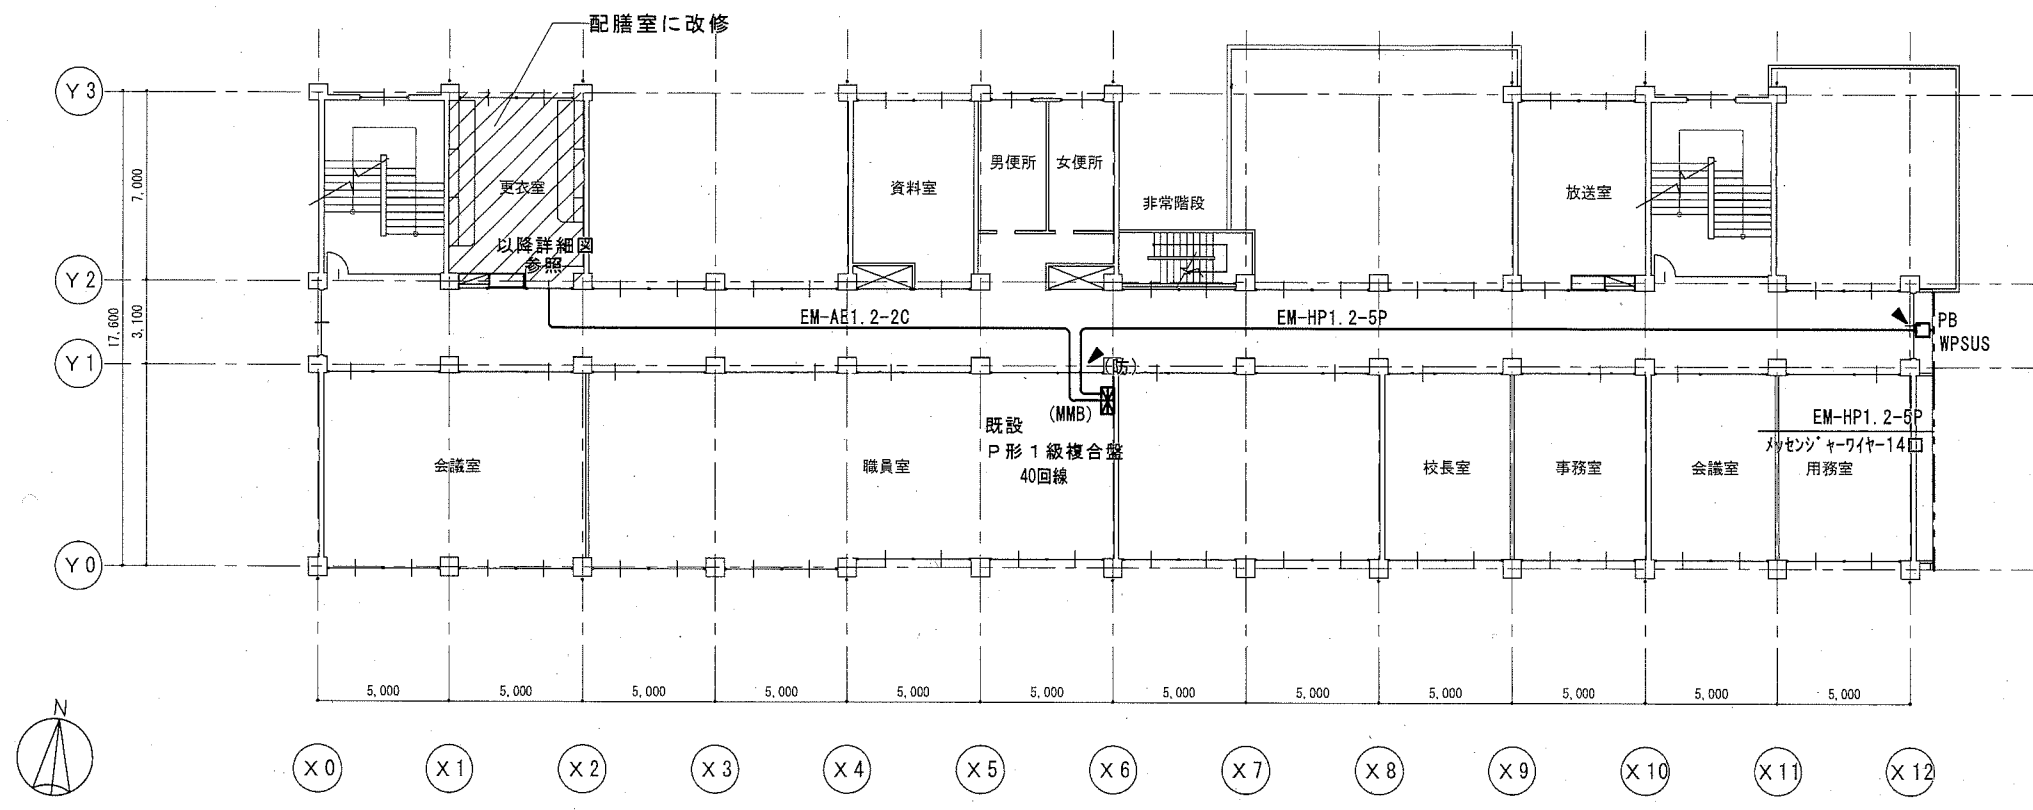 配膳室に改修
Y3
7,000
男便所
女便所
更衣室
資料室
放送室
非常階段
以降詳細図
参照
Y2
17,600
3,100
EM-AE1.2-2C
EM-HP1.2-5P
PB
WPSUS
Y1
(防)
(MMB)
既設
P形1級複合盤
40回線
EM-HP1.2-5P
メッセンジャーワイヤー14□
会議室
職員室
校長室
事務室
会議室
用務室
Y0
5,000
5,000
5,000
5,000
5,000
5,000
5,000
5,000
5,000
5,000
5,000
5,000
N
X0
X1
X2
X3
X4
X5
X6
X7
X8
X9
X10
X11
X12